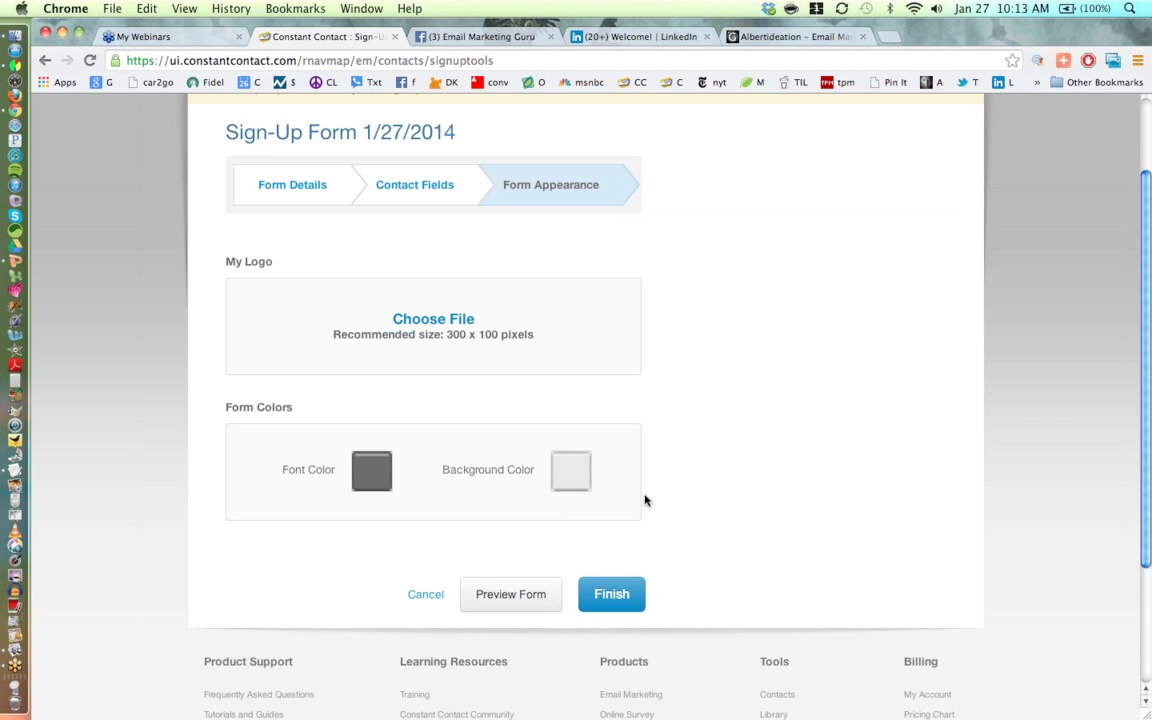 Chrome File Edit View History Bookmarks Window Help Jan 27 10:13 AM (100%)
My Webinars
Constant Contact : Sign-U
(3) Email Marketing Guru
(20+) Welcome! | LinkedIn
Albertideation – Email Ma
https://ui.constantcontact.com/rnavmap/em/contacts/signuptools
Apps G car2go Fidel C S CL Txt f DK conv O msnbc CC C nyt M TIL tpm Pin It A T L » Other Bookmarks
Sign-Up Form 1/27/2014
Form Details Contact Fields Form Appearance
My Logo
Choose File
Recommended size: 300 x 100 pixels
Form Colors
Font Color Background Color
Cancel Preview Form Finish
Product Support Learning Resources Products Tools Billing
Frequently Asked Questions Training Email Marketing Contacts My Account
Tutorials and Guides Constant Contact Community Online Survey Library Pricing Chart